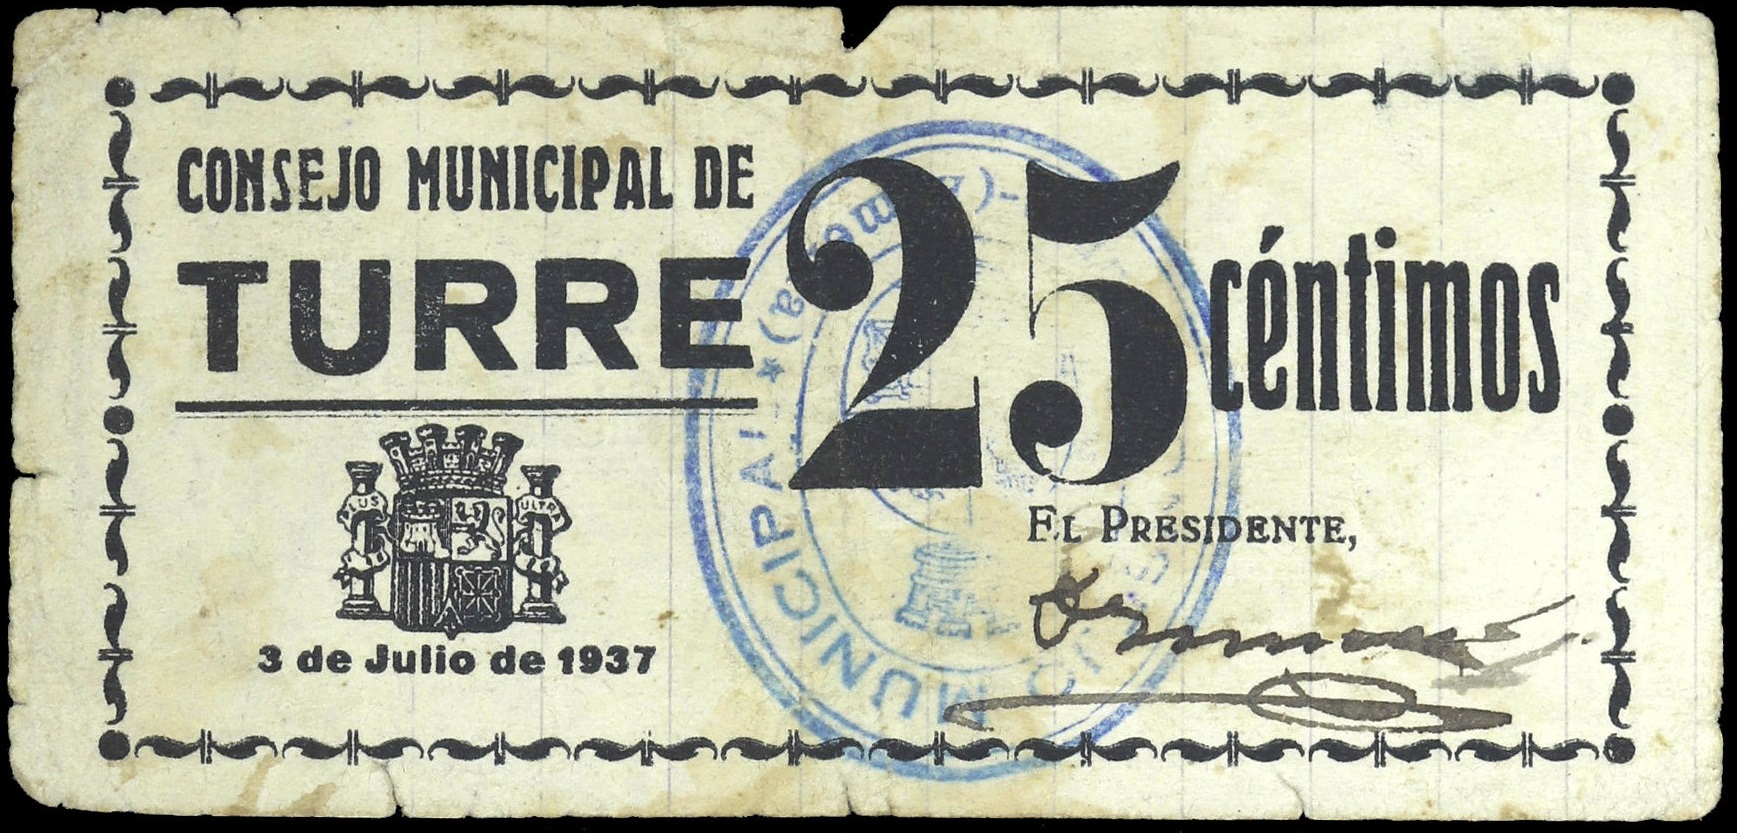 CONSEJO MUNICIPAL DE
TURRE
25 céntimos
PLUS ULTRA
3 de Julio de 1937
EL PRESIDENTE,
MUNICIPAL